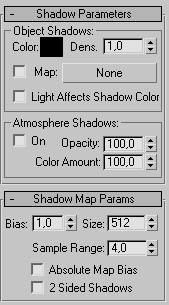 - Shadow Parameters
Object Shadows:
Color: Dens. 1,0
Map: None
Light Affects Shadow Color
Atmosphere Shadows:
On Opacity: 100,0
Color Amount: 100,0
- Shadow Map Params
Bias: 1,0 Size: 512
Sample Range: 4,0
Absolute Map Bias
2 Sided Shadows